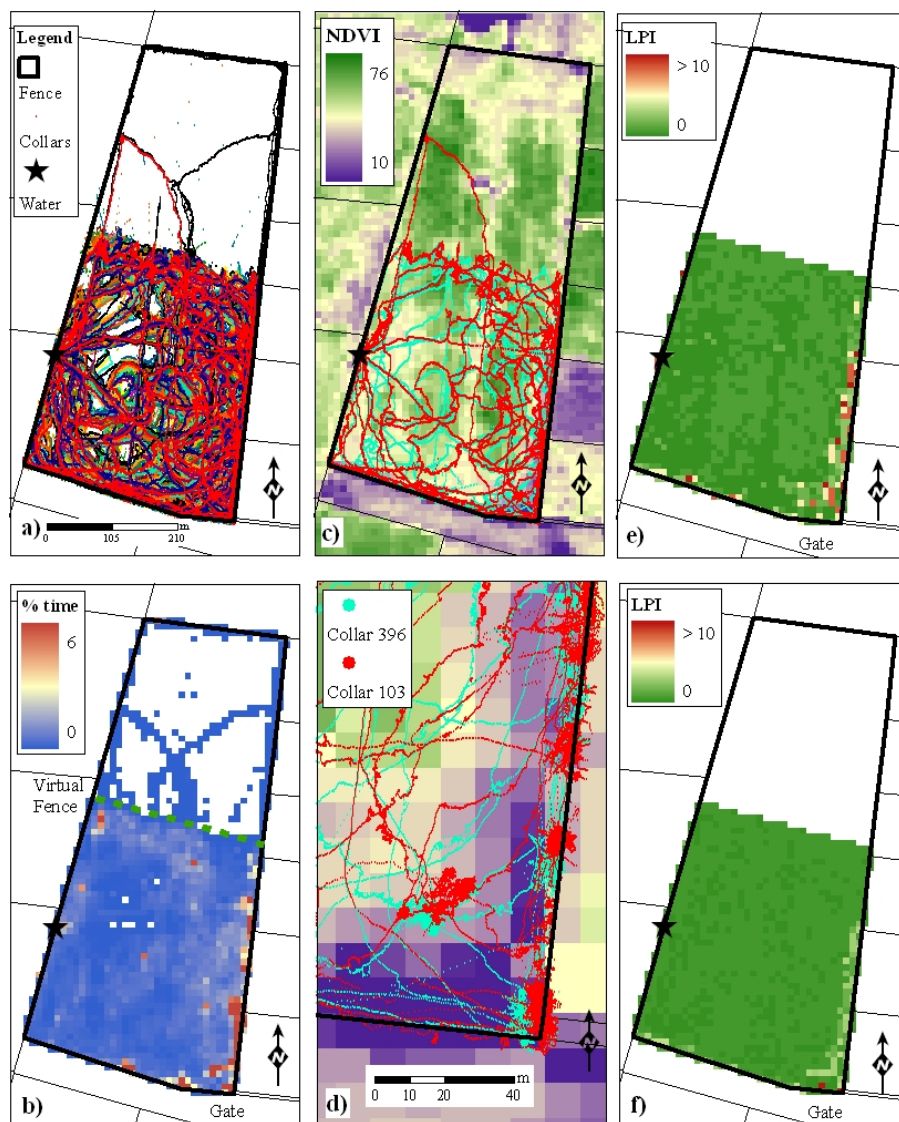 Legend
Fence
Collars
Water
N
a)
m
0 105 210
NDVI
76
10
N
c)
LPI
> 10
0
N
e)
Gate
% time
6
0
Virtual
Fence
N
b)
Gate
Collar 396
Collar 103
N
d)
m
0 10 20 40
LPI
> 10
0
N
f)
Gate